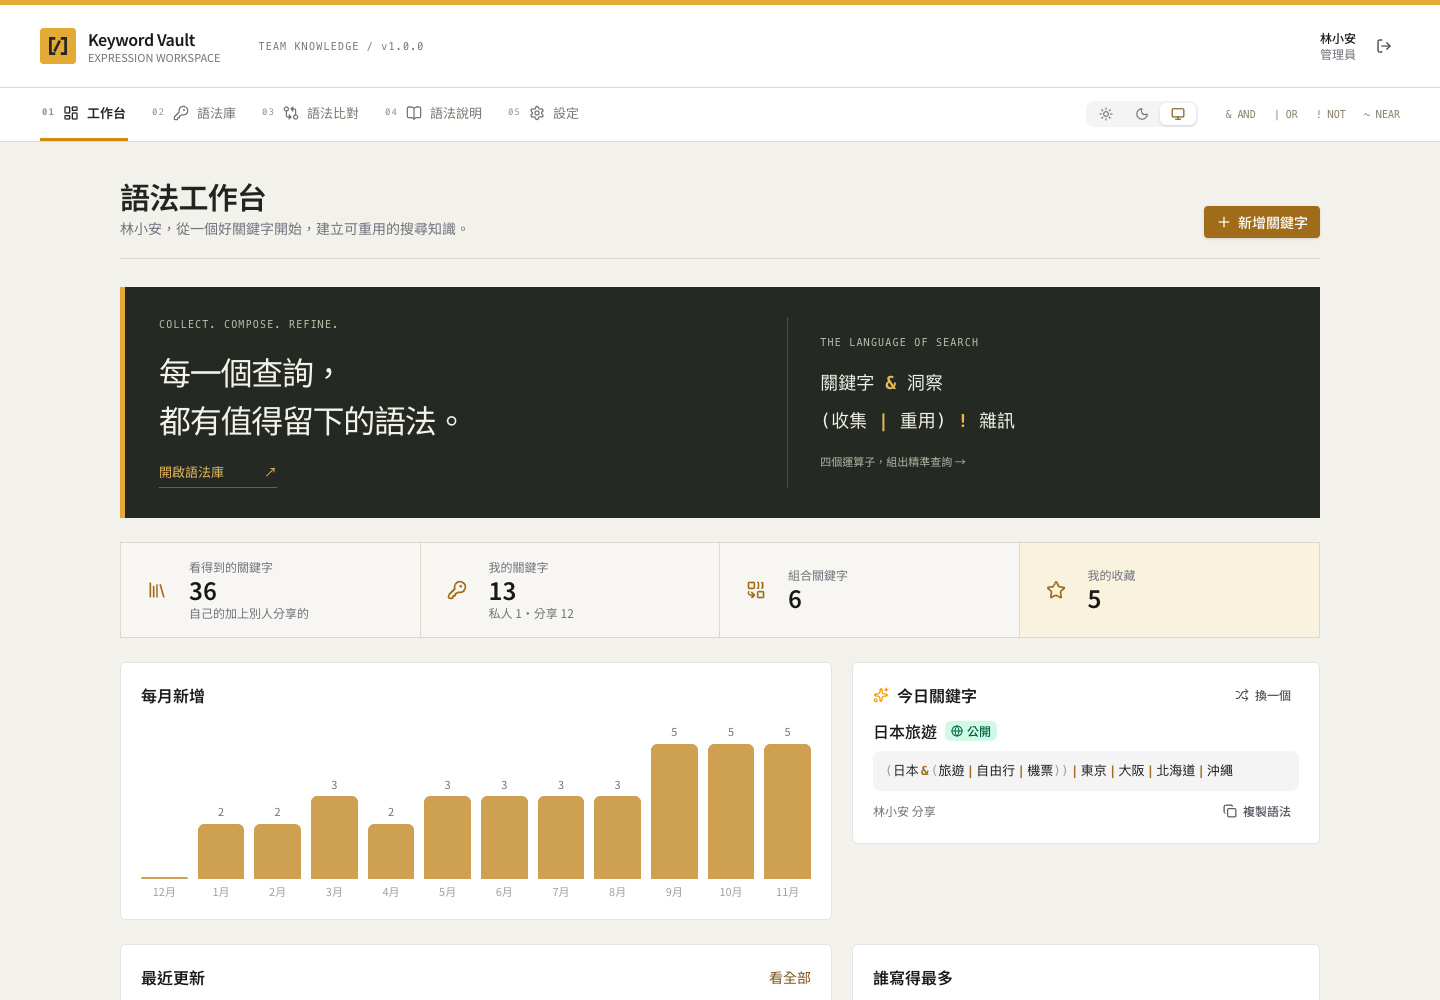 Keyword Vault
EXPRESSION WORKSPACE
TEAM KNOWLEDGE / v1.0.0
林小安
管理員
01 工作台
02 語法庫
03 語法比對
04 語法說明
05 設定
& AND | OR ! NOT ~ NEAR
語法工作台
林小安，從一個好關鍵字開始，建立可重用的搜尋知識。
新增關鍵字
COLLECT. COMPOSE. REFINE.
每一個查詢，
都有值得留下的語法。
開啟語法庫 ↗
THE LANGUAGE OF SEARCH
關鍵字 & 洞察
(收集 | 重用) ! 雜訊
四個運算子，組出精準查詢 →
看得到的關鍵字
36
自己的加上別人分享的
我的關鍵字
13
私人 1・分享 12
組合關鍵字
6
我的收藏
5
每月新增
2 2 3 2 3 3 3 3 5 5 5
12月 1月 2月 3月 4月 5月 6月 7月 8月 9月 10月 11月
今日關鍵字
換一個
日本旅遊 公開
(日本&(旅遊|自由行|機票))|東京|大阪|北海道|沖繩
林小安 分享
複製語法
最近更新
看全部
誰寫得最多